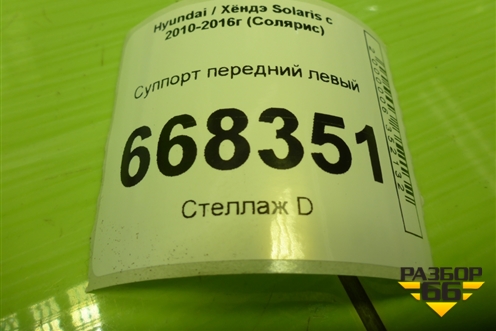 Hyundai / Хёндэ Solaris с
2010-2016г (Солярис)
Суппорт передний левый
668351
Стеллаж D
РАЗБОР
66